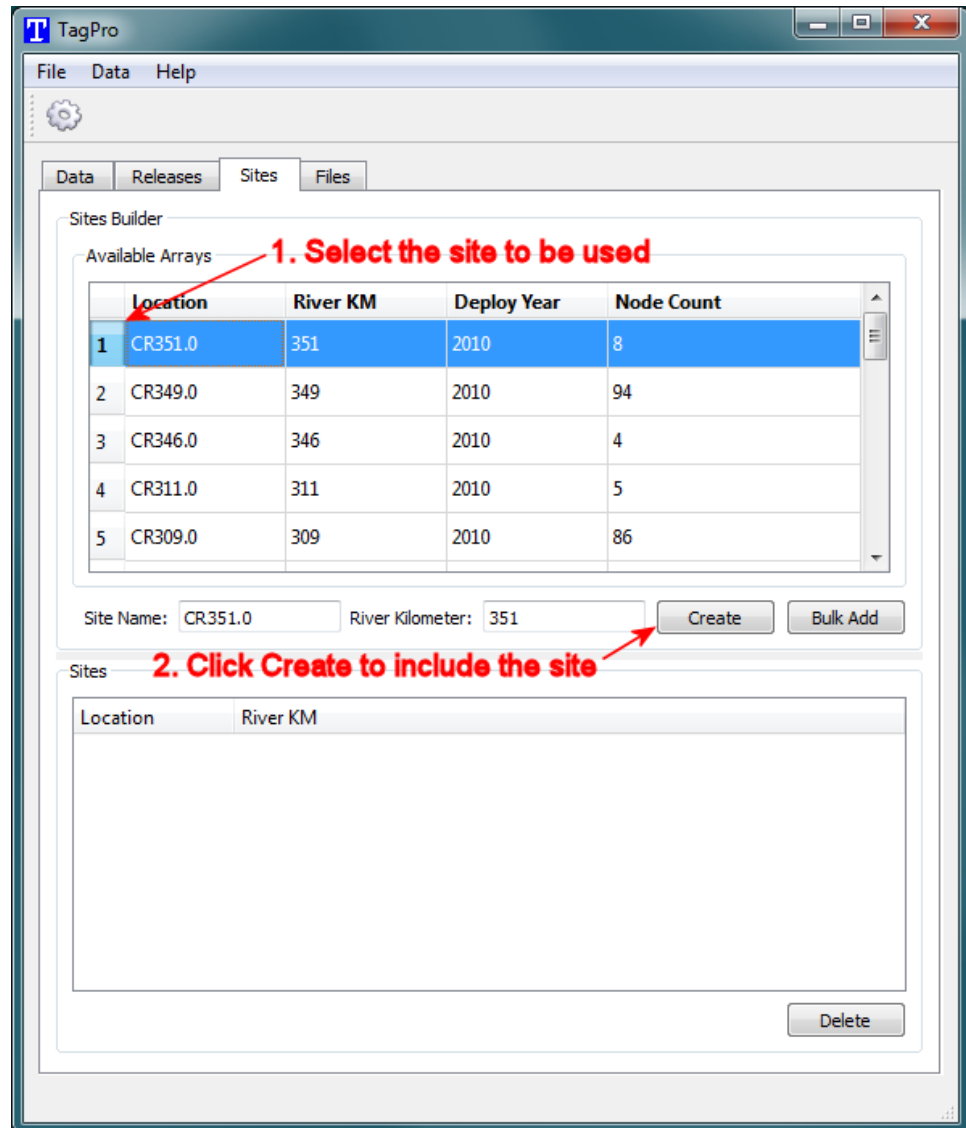 T TagPro
File Data Help
Data Releases Sites Files
Sites Builder
Available Arrays
1. Select the site to be used
Location River KM Deploy Year Node Count
1 CR351.0 351 2010 8
2 CR349.0 349 2010 94
3 CR346.0 346 2010 4
4 CR311.0 311 2010 5
5 CR309.0 309 2010 86
Site Name: CR351.0 River Kilometer: 351 Create Bulk Add
2. Click Create to include the site
Sites
Location River KM
Delete